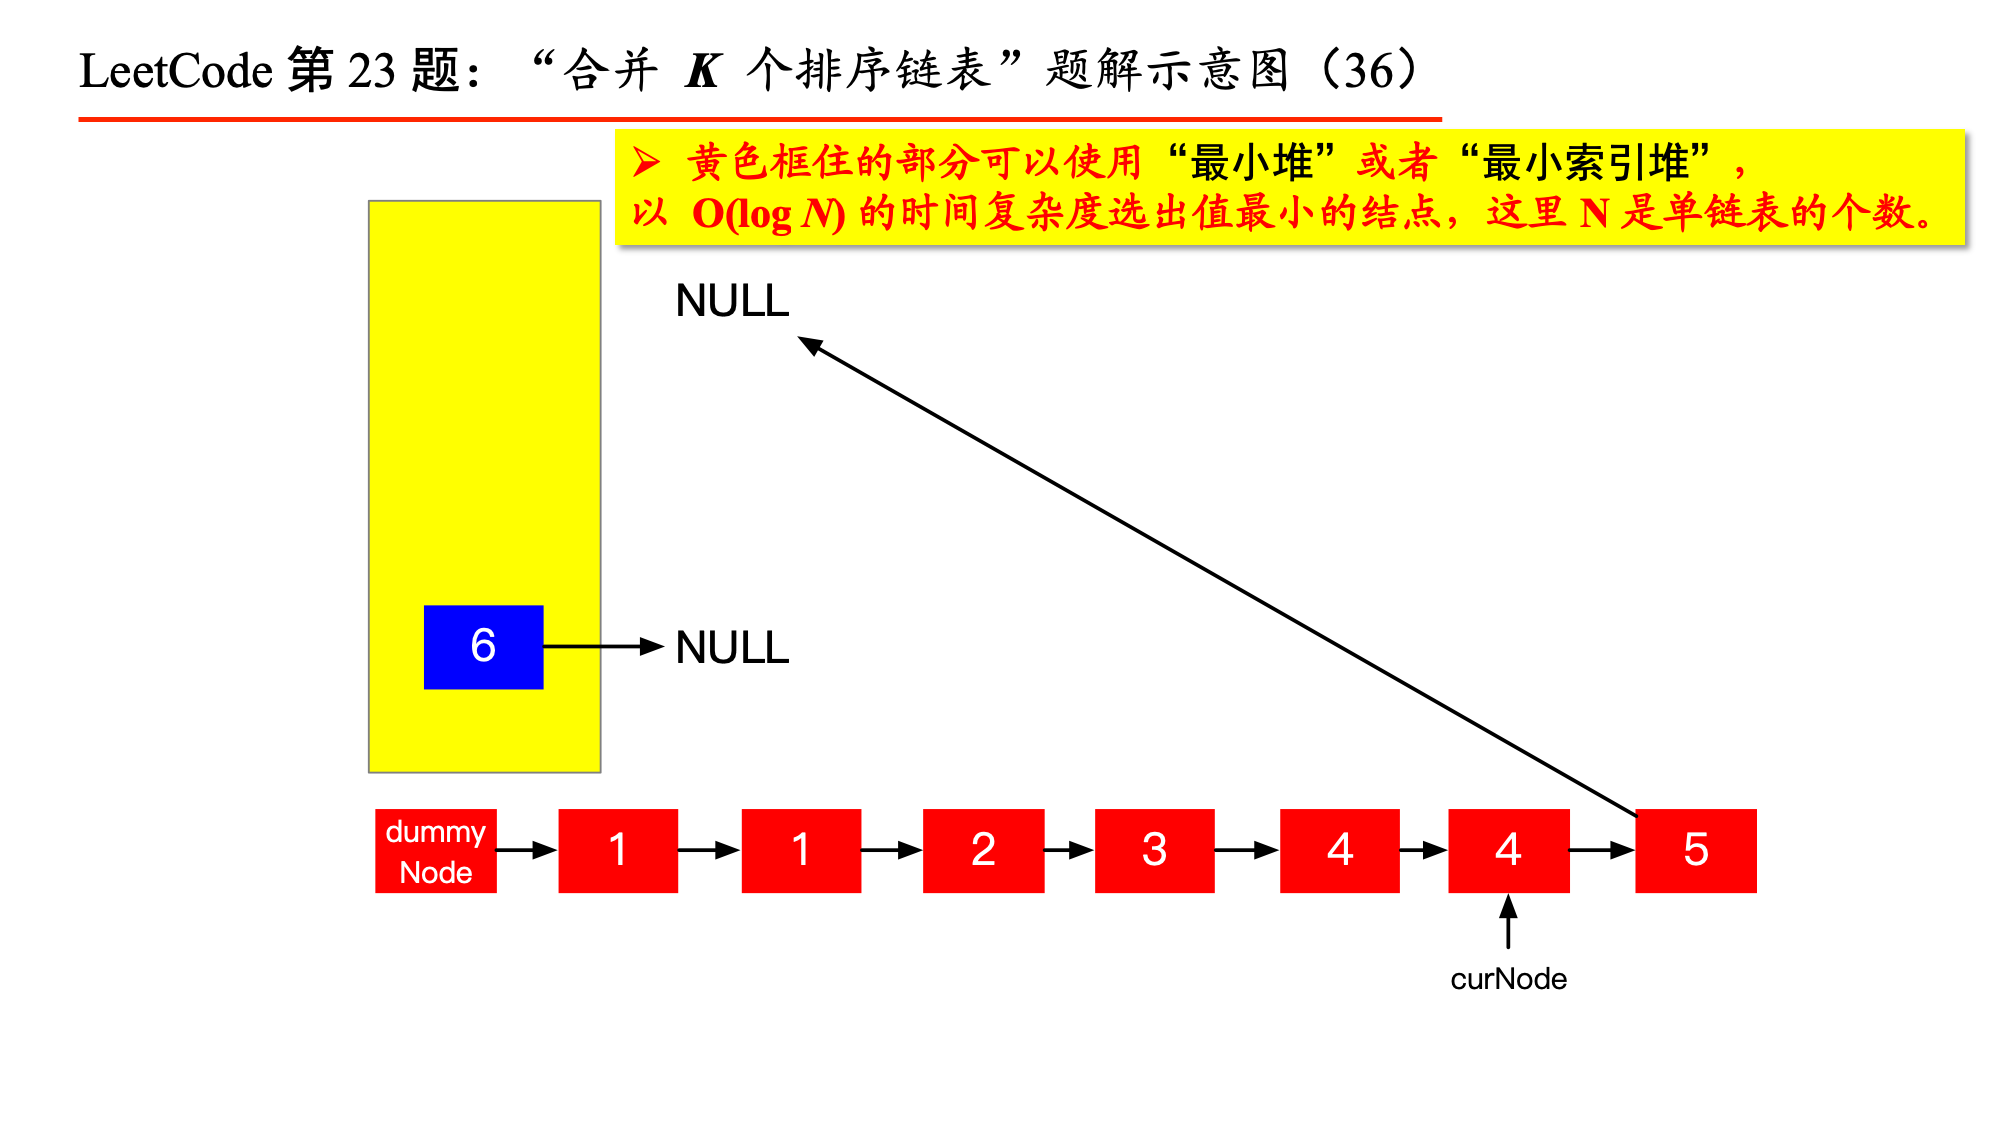 LeetCode 第 23 题：“合并 K 个排序链表”题解示意图（36）
➢ 黄色框住的部分可以使用“最小堆”或者“最小索引堆”，
以 O(log N) 的时间复杂度选出值最小的结点，这里 N 是单链表的个数。
NULL
6
NULL
dummy
Node
1
1
2
3
4
4
5
curNode